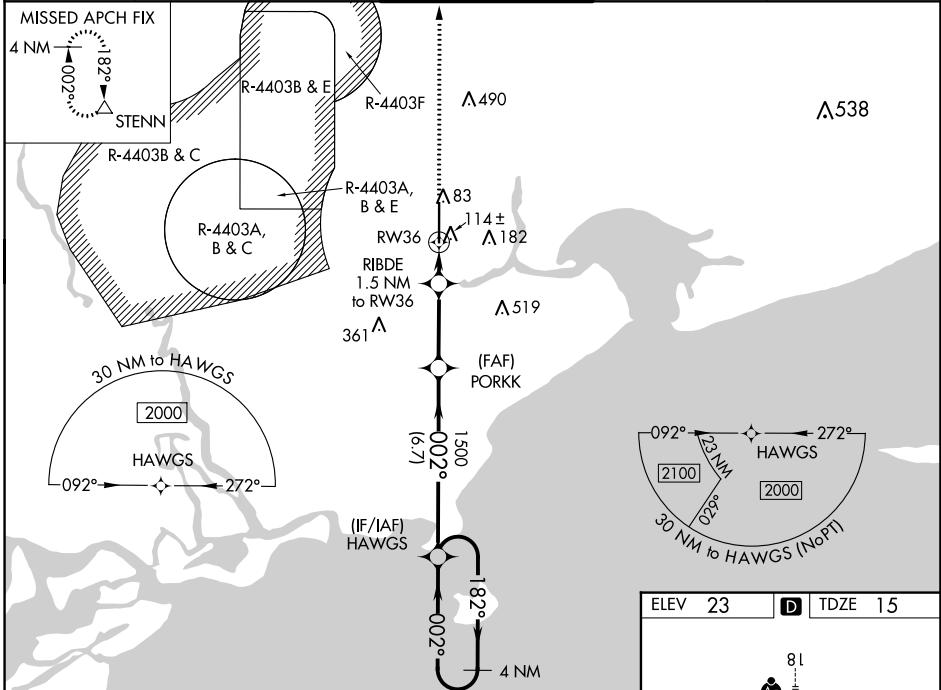 MISSED APCH FIX
4 NM
002°
182°
STENN
R-4403B & E
R-4403F
490
538
R-4403B & C
R-4403A,
B & E
R-4403A,
B & C
83
114 ±
RW36
182
RIBDE
1.5 NM
to RW36
519
361
(FAF)
PORKK
30 NM to HAWGS
2000
HAWGS
092°
272°
1500
002°
(6.7)
092°
272°
HAWGS
23 NM
2100
2000
029°
30 NM to HAWGS (NoPT)
(IF/IAF)
HAWGS
182°
002°
4 NM
ELEV 23
D
TDZE 15
18